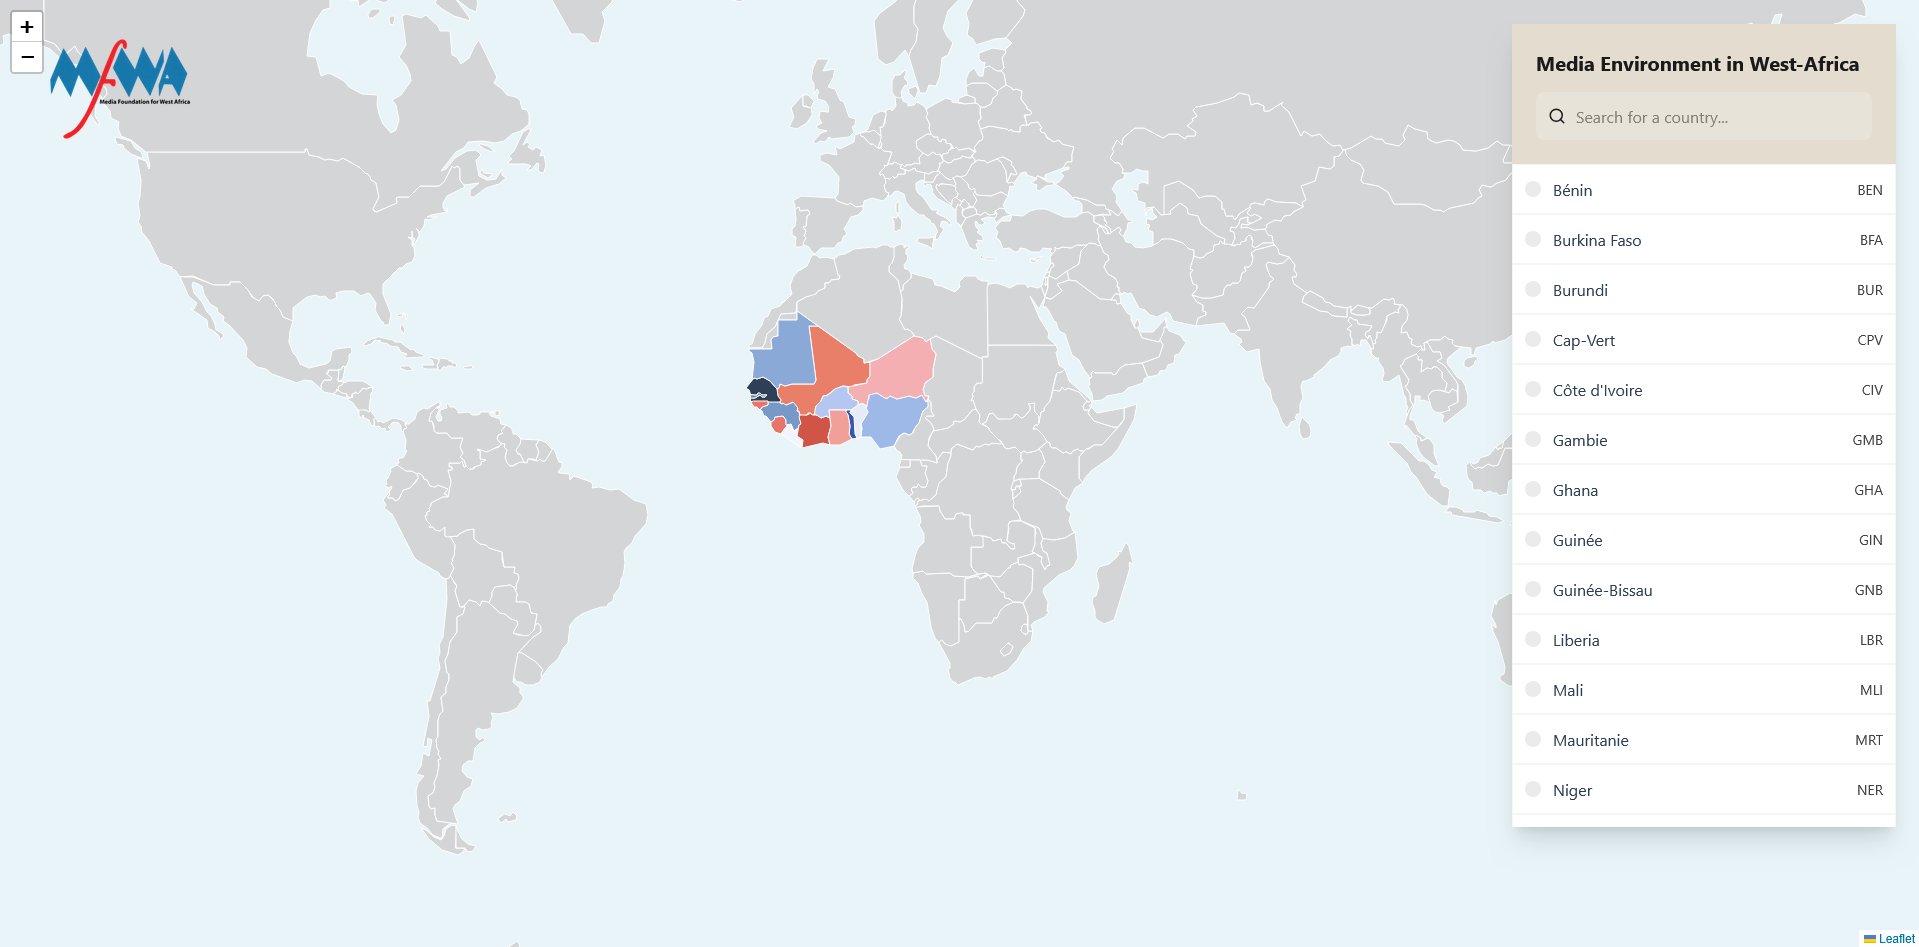 +
−
MFWA
Media Foundation for West Africa
Media Environment in West-Africa
Search for a country...
Bénin BEN
Burkina Faso BFA
Burundi BUR
Cap-Vert CPV
Côte d'Ivoire CIV
Gambie GMB
Ghana GHA
Guinée GIN
Guinée-Bissau GNB
Liberia LBR
Mali MLI
Mauritanie MRT
Niger NER
Leaflet